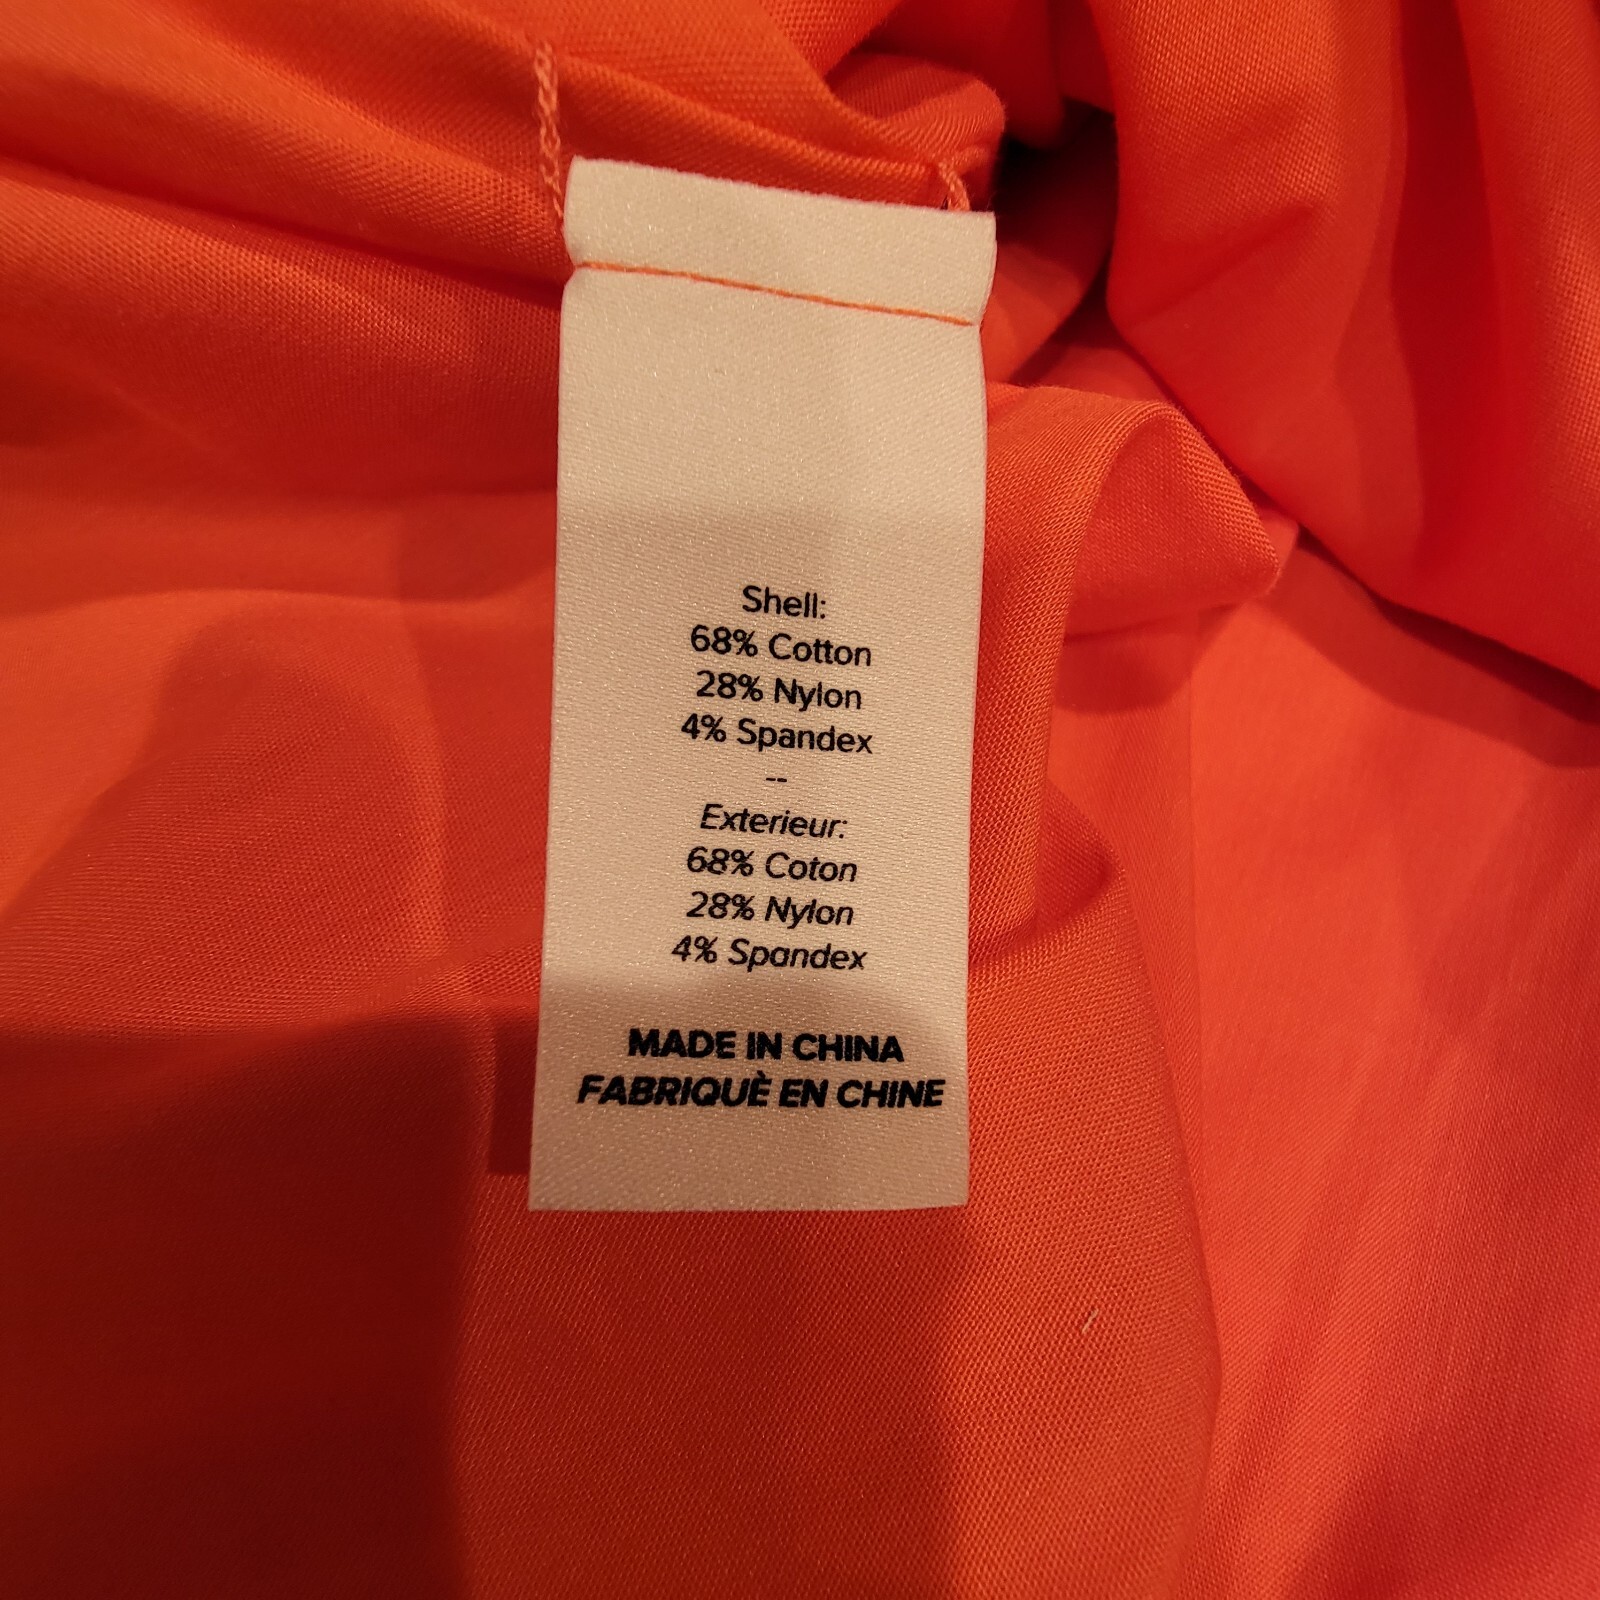 Shell:
68% Cotton
28% Nylon
4% Spandex
--
Exterieur:
68% Coton
28% Nylon
4% Spandex
MADE IN CHINA
FABRIQUÈ EN CHINE